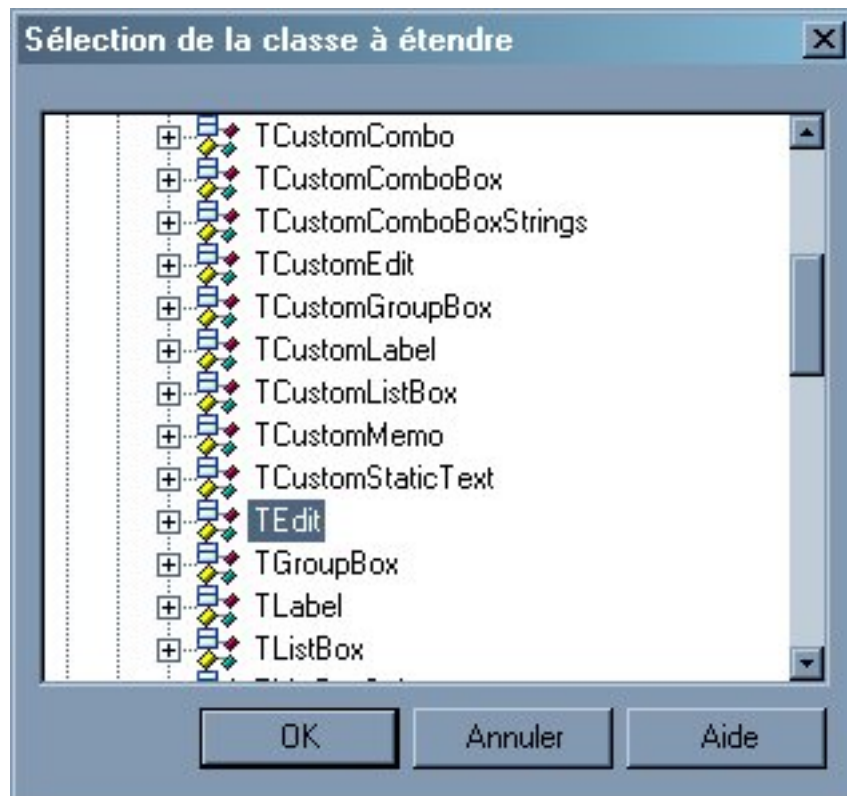 Sélection de la classe à étendre
TCustomCombo
TCustomComboBox
TCustomComboBoxStrings
TCustomEdit
TCustomGroupBox
TCustomLabel
TCustomListBox
TCustomMemo
TCustomStaticText
TEdit
TGroupBox
TLabel
TListBox
OK Annuler Aide